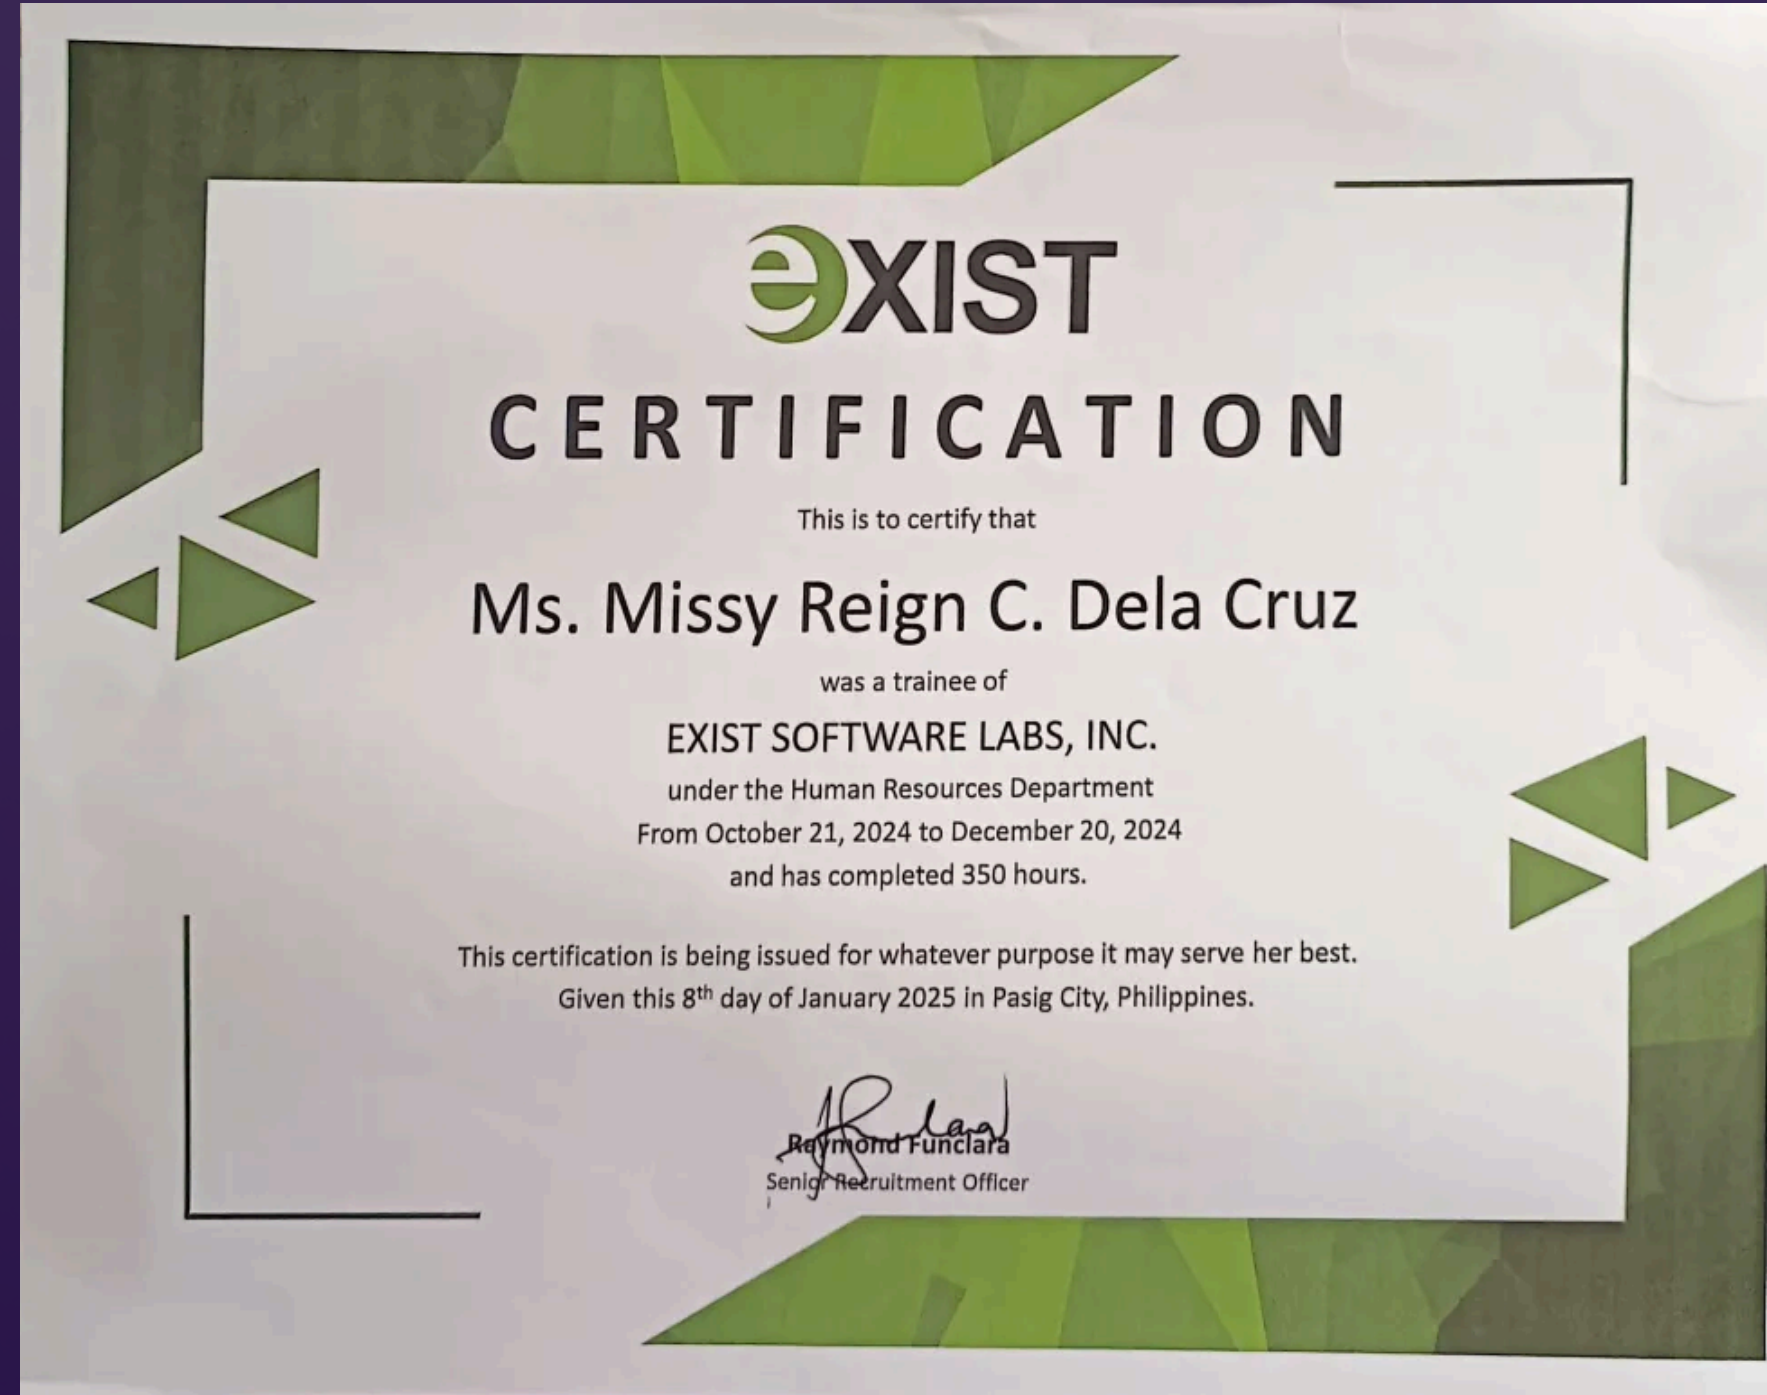 eXIST
CERTIFICATION
This is to certify that
Ms. Missy Reign C. Dela Cruz
was a trainee of
EXIST SOFTWARE LABS, INC.
under the Human Resources Department
From October 21, 2024 to December 20, 2024
and has completed 350 hours.
This certification is being issued for whatever purpose it may serve her best.
Given this 8th day of January 2025 in Pasig City, Philippines.
Raymond Funclara
Senior Recruitment Officer